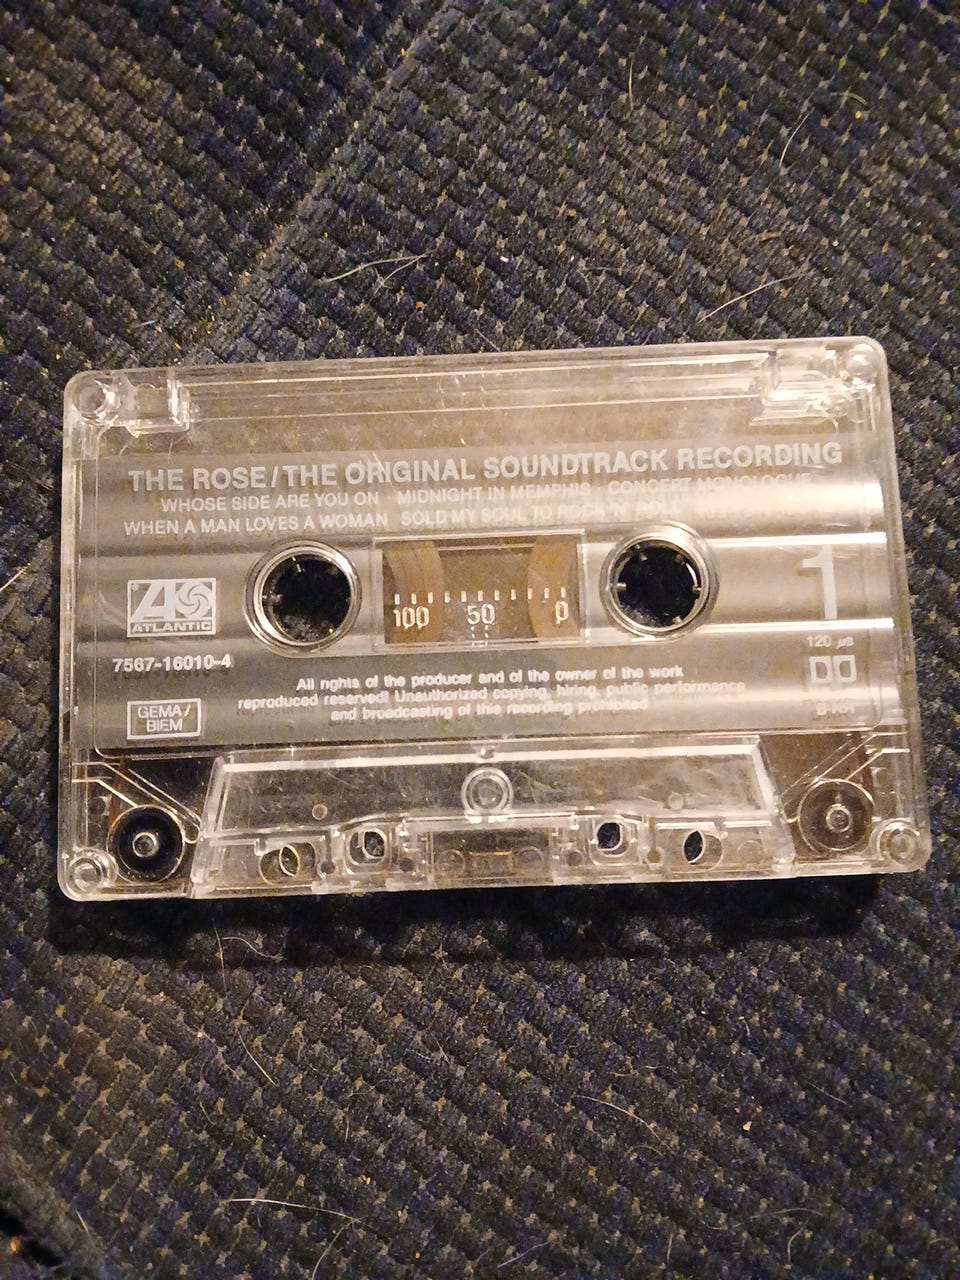 THE ROSE/THE ORIGINAL SOUNDTRACK RECORDING
WHOSE SIDE ARE YOU ON MIDNIGHT IN MEMPHIS CONCERT MONOLOGUE
WHEN A MAN LOVES A WOMAN SOLD MY SOUL TO ROCK 'N' ROLL
1
ATLANTIC
100 50 0
120 µS
7567-16010-4
All rights of the producer and of the owner of the work
reproduced reserved! Unauthorized copying, hiring, public performance
and broadcasting of this recording prohibited
GEMA/
BIEM